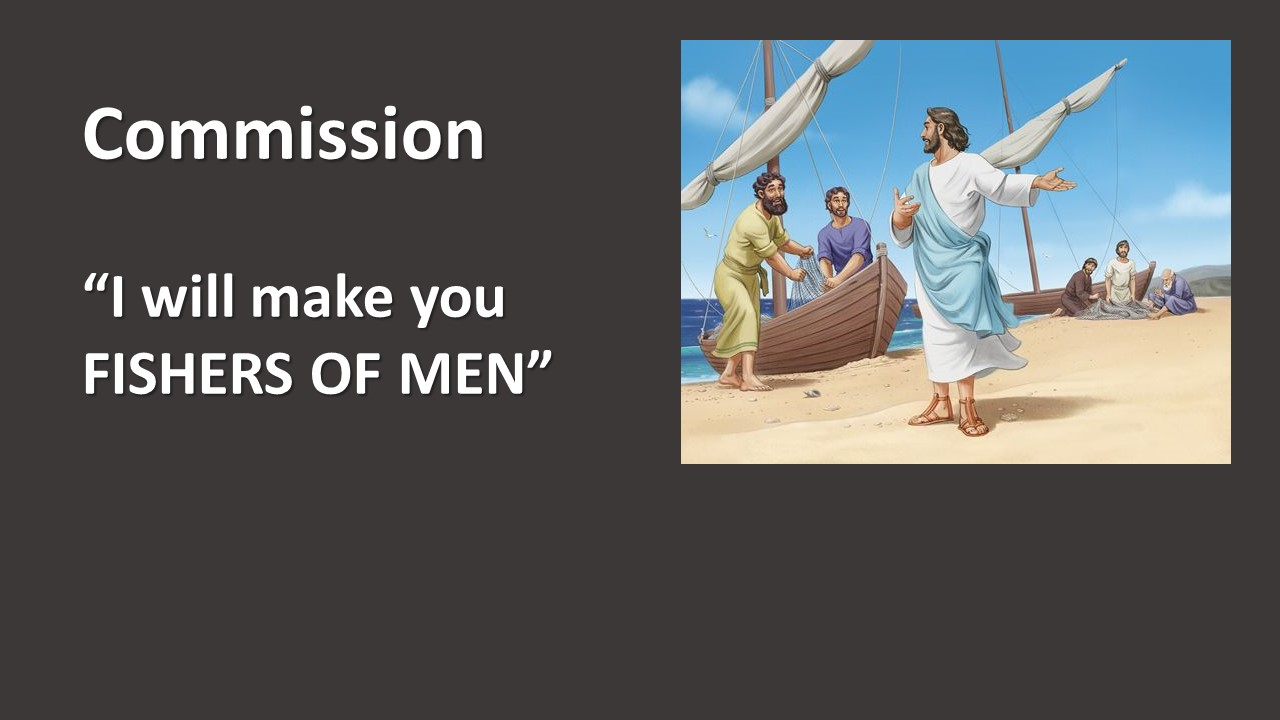 Commission
“I will make you
FISHERS OF MEN”